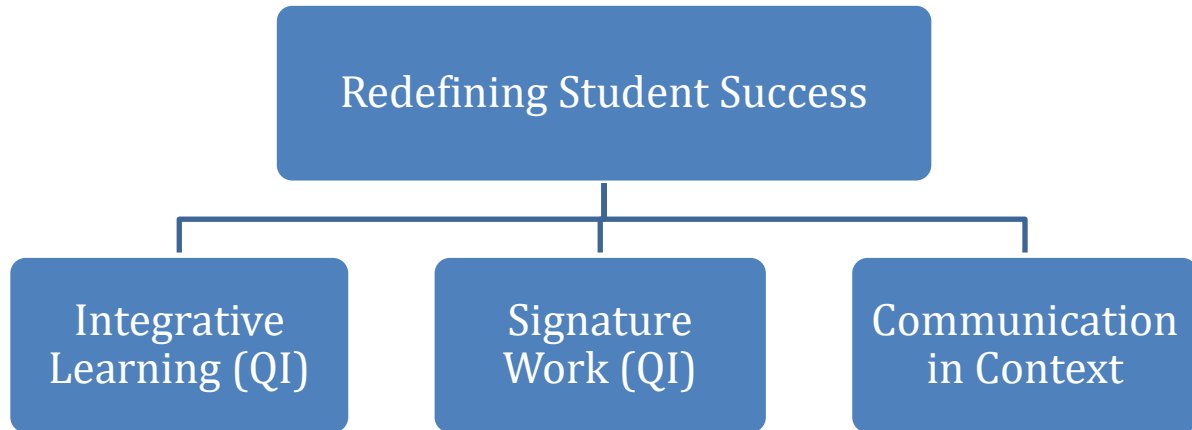 Redefining Student Success
Integrative
Learning (QI)
Signature
Work (QI)
Communication
in Context